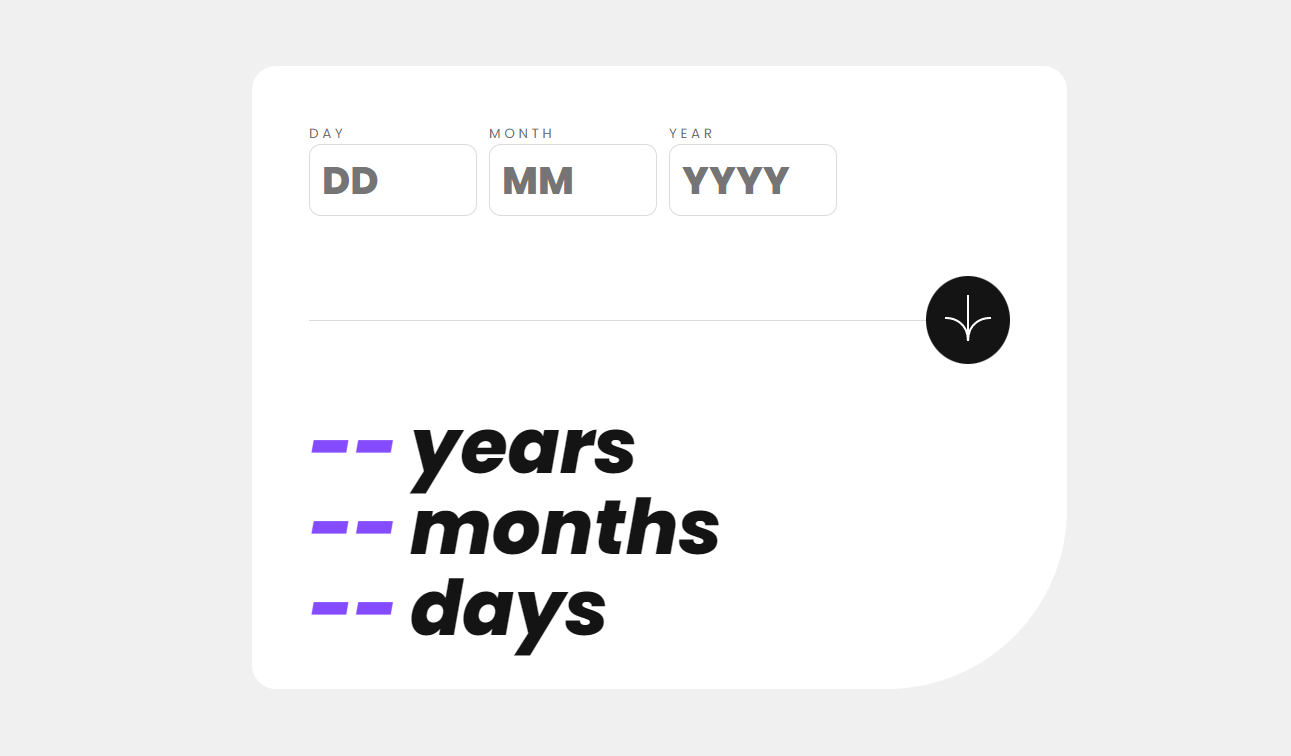 DAY MONTH YEAR
DD MM YYYY
-- years
-- months
-- days